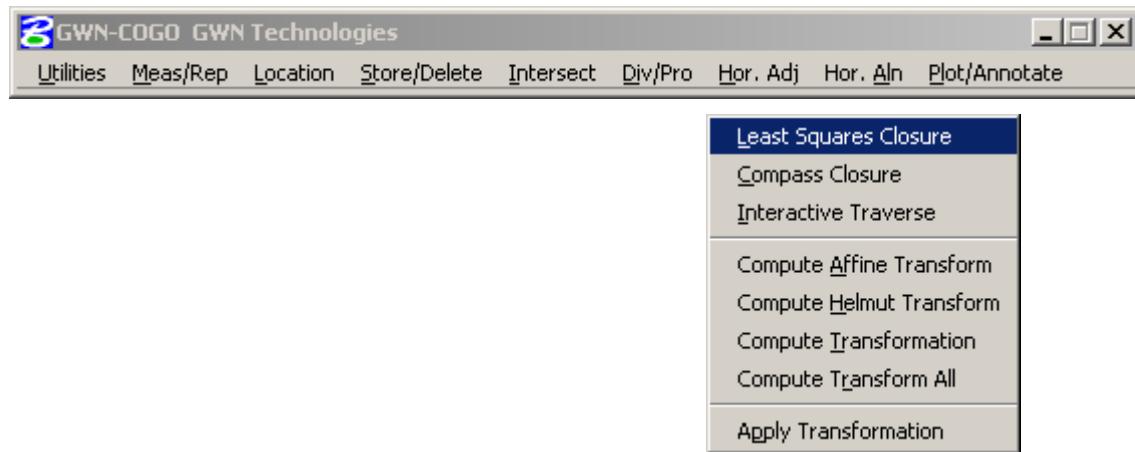 GWN-COGO GWN Technologies
Utilities Meas/Rep Location Store/Delete Intersect Div/Pro Hor. Adj Hor. Aln Plot/Annotate
Least Squares Closure
Compass Closure
Interactive Traverse
Compute Affine Transform
Compute Helmut Transform
Compute Transformation
Compute Transform All
Apply Transformation